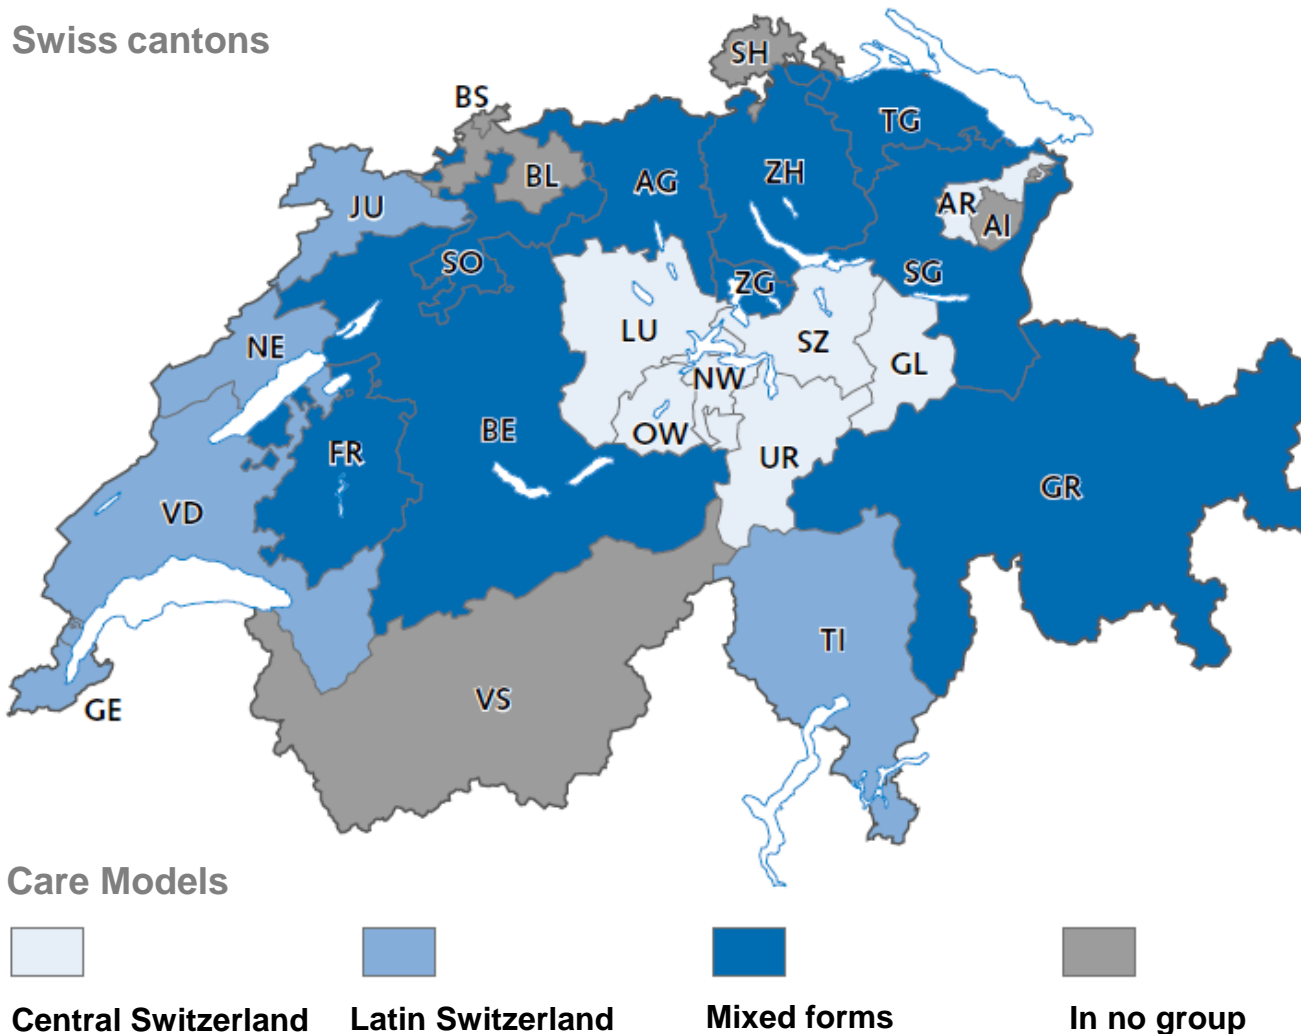 Swiss cantons
SH
BS
TG
BL
AG
ZH
JU
AR
AI
SO
ZG
SG
NE
LU
SZ
GL
NW
BE
OW
FR
UR
GR
VD
TI
VS
GE
Care Models
Central Switzerland
Latin Switzerland
Mixed forms
In no group